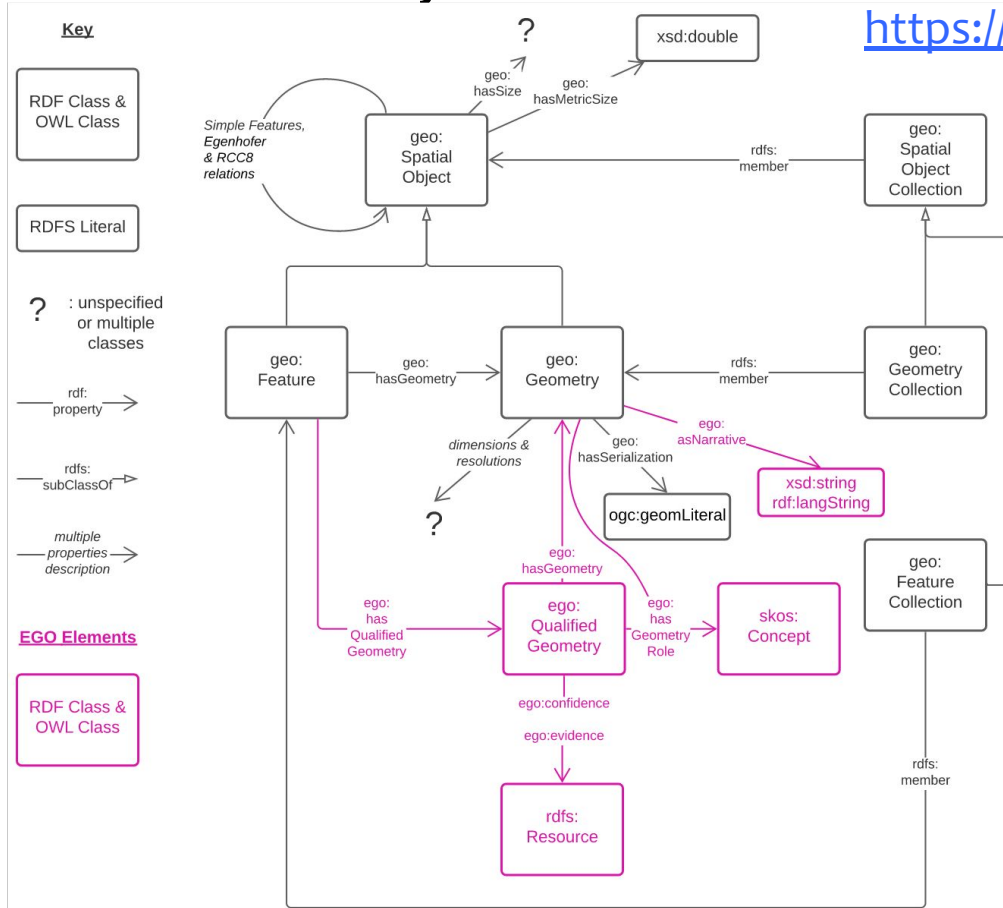 https://
Key
RDF Class &
OWL Class
RDFS Literal
?
: unspecified
or multiple
classes
rdf:
property
rdfs:
subClassOf
multiple
properties
description
EGO Elements
RDF Class &
OWL Class
?
xsd:double
geo:
hasSize
geo:
hasMetricSize
Simple Features,
Egenhofer
& RCC8
relations
geo:
Spatial
Object
rdfs:
member
geo:
Spatial
Object
Collection
geo:
Feature
geo:
hasGeometry
geo:
Geometry
rdfs:
member
geo:
Geometry
Collection
dimensions &
resolutions
?
geo:
hasSerialization
ogc:geomLiteral
ego:
asNarrative
xsd:string
rdf:langString
ego:
hasGeometry
ego:
has
Qualified
Geometry
ego:
Qualified
Geometry
ego:
has
Geometry
Role
skos:
Concept
geo:
Feature
Collection
ego:confidence
ego:evidence
rdfs:
Resource
rdfs:
member